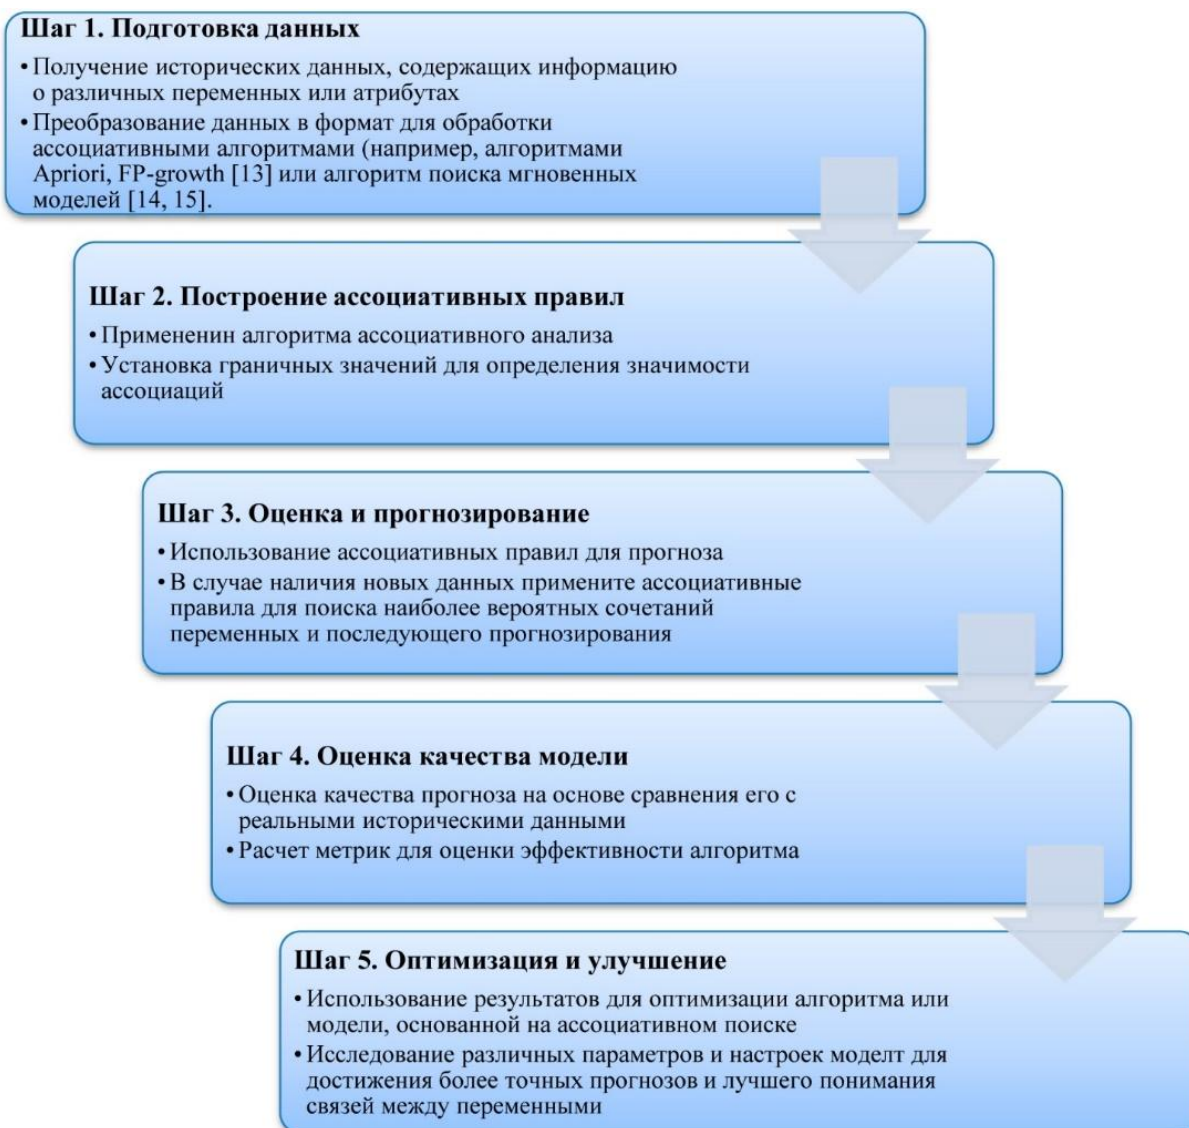 Шаг 1. Подготовка данных
• Получение исторических данных, содержащих информацию
о различных переменных или атрибутах
• Преобразование данных в формат для обработки
ассоциативными алгоритмами (например, алгоритмами
Apriori, FP-growth [13] или алгоритм поиска мгновенных
моделей [14, 15].
Шаг 2. Построение ассоциативных правил
• Применении алгоритма ассоциативного анализа
• Установка граничных значений для определения значимости
ассоциаций
Шаг 3. Оценка и прогнозирование
• Использование ассоциативных правил для прогноза
• В случае наличия новых данных примените ассоциативные
правила для поиска наиболее вероятных сочетаний
переменных и последующего прогнозирования
Шаг 4. Оценка качества модели
• Оценка качества прогноза на основе сравнения его с
реальными историческими данными
• Расчет метрик для оценки эффективности алгоритма
Шаг 5. Оптимизация и улучшение
• Использование результатов для оптимизации алгоритма или
модели, основанной на ассоциативном поиске
• Исследование различных параметров и настроек моделт для
достижения более точных прогнозов и лучшего понимания
связей между переменными